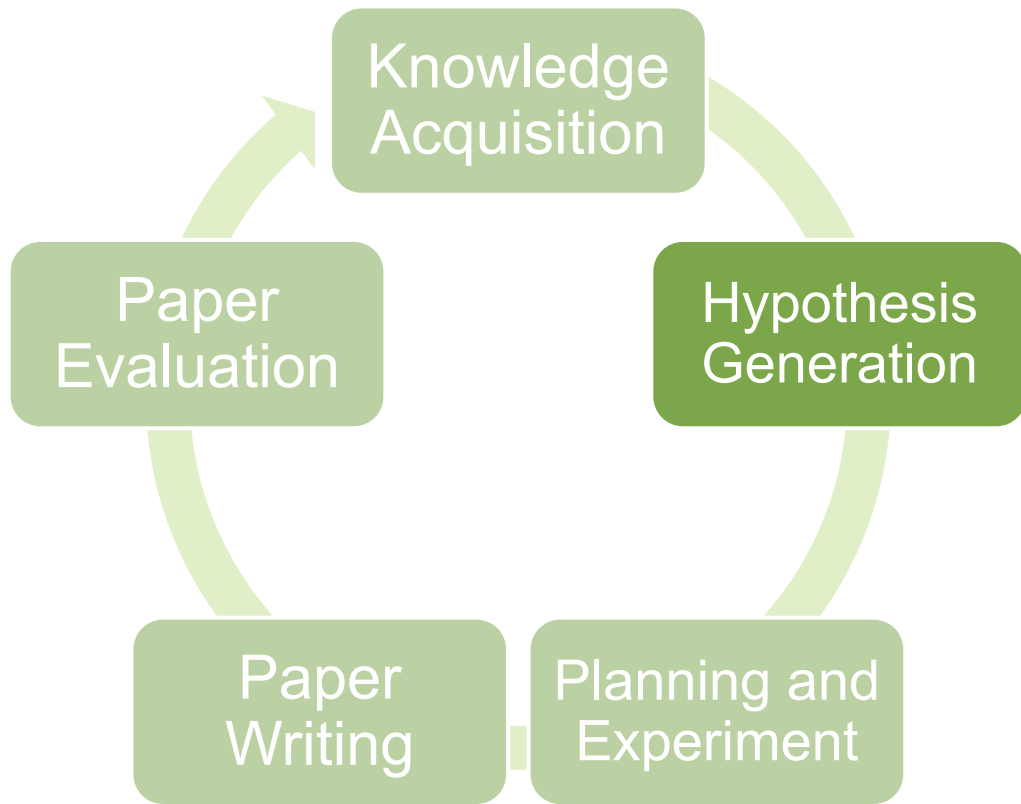 Knowledge
Acquisition
Hypothesis
Generation
Planning and
Experiment
Paper
Writing
Paper
Evaluation